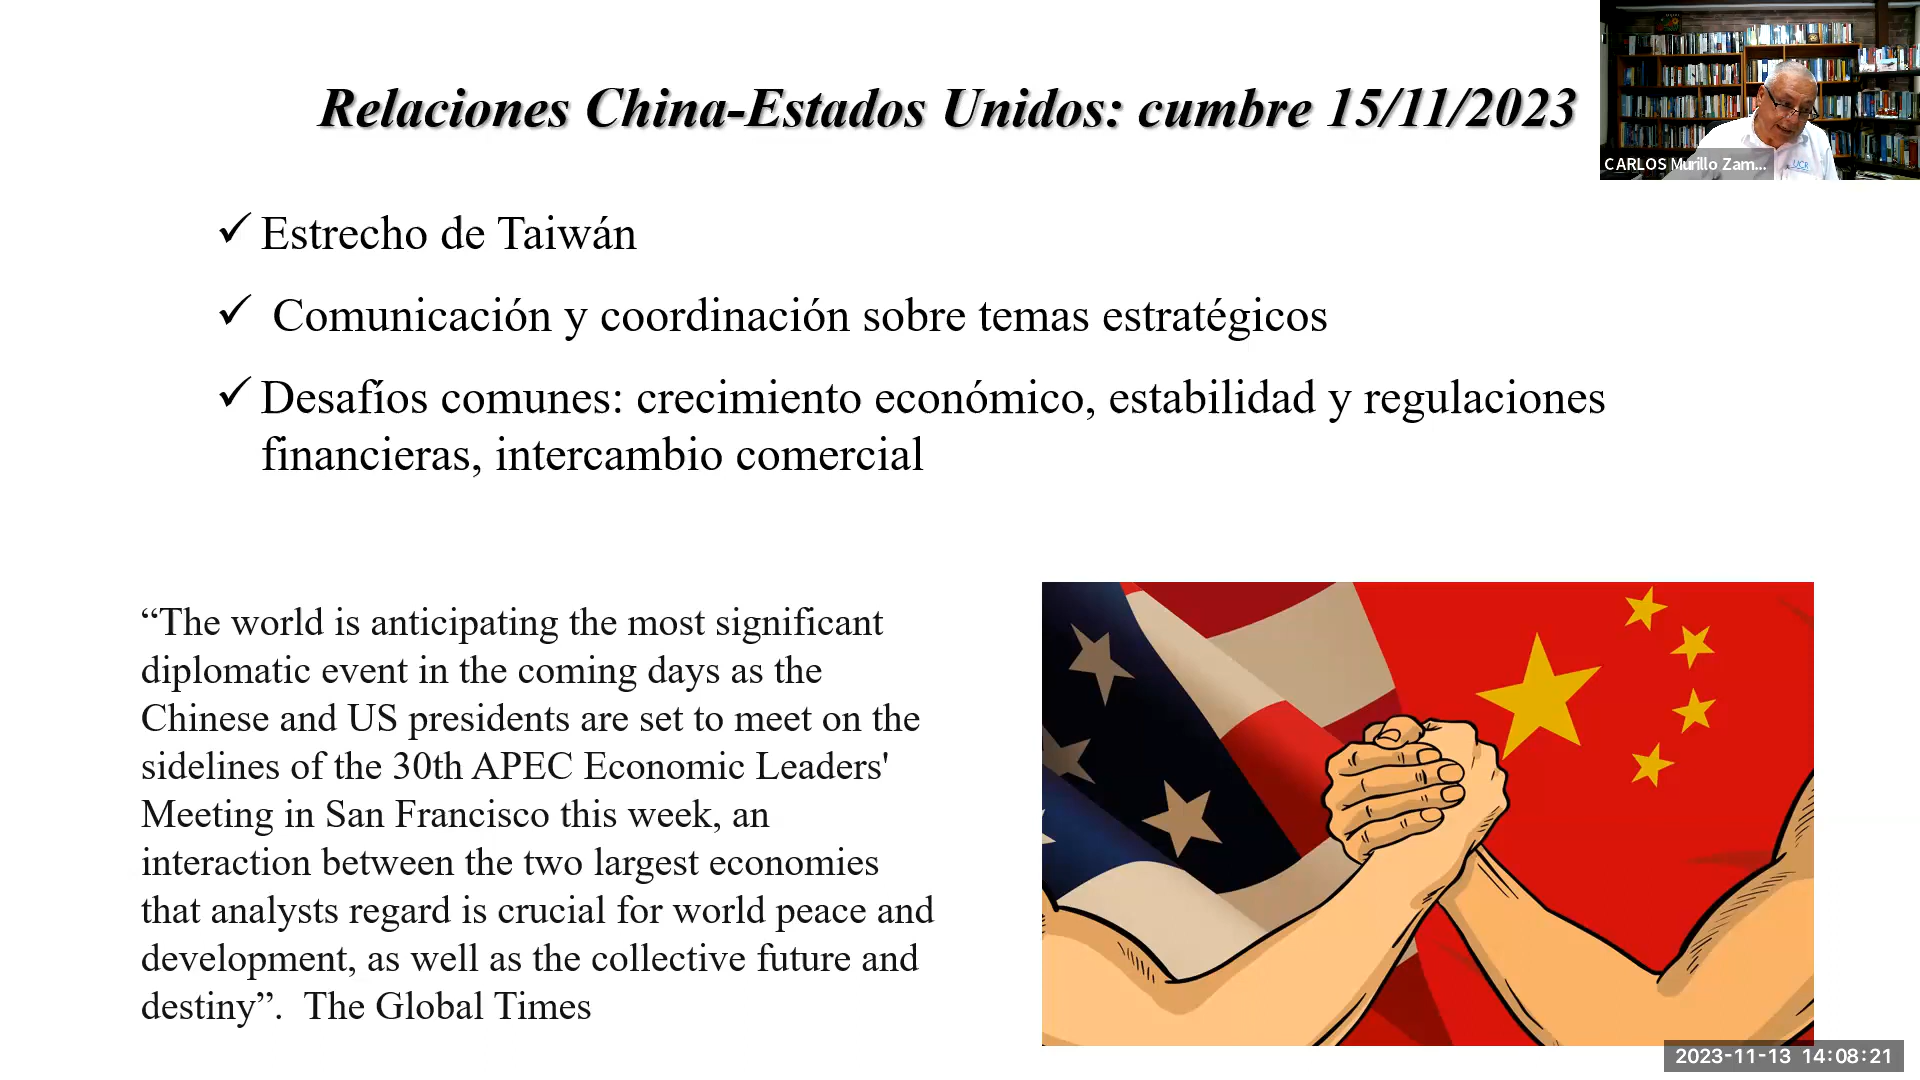 Relaciones China-Estados Unidos: cumbre 15/11/2023
CARLOS Murillo Zam...
UCR
✓ Estrecho de Taiwán
✓ Comunicación y coordinación sobre temas estratégicos
✓ Desafíos comunes: crecimiento económico, estabilidad y regulaciones
financieras, intercambio comercial
“The world is anticipating the most significant
diplomatic event in the coming days as the
Chinese and US presidents are set to meet on the
sidelines of the 30th APEC Economic Leaders'
Meeting in San Francisco this week, an
interaction between the two largest economies
that analysts regard is crucial for world peace and
development, as well as the collective future and
destiny”.  The Global Times
2023-11-13 14:08:21